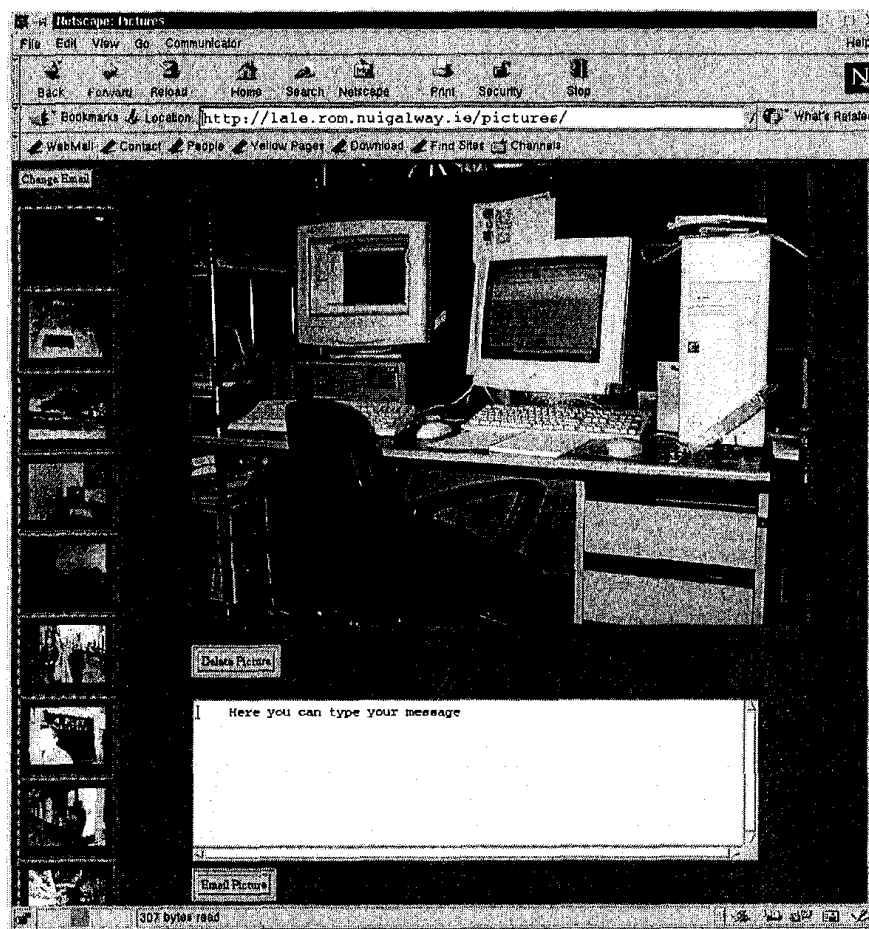 Netscape: Pictures
File Edit View Go Communicator Help
Back Forward Reload Home Search Netscape Print Security Stop
Bookmarks Location: http://lale.rom.nuigalway.ie/pictures/ What's Related
WebMail Contact People Yellow Pages Download Find Sites Channels
Change Email
Delete Picture
Here you can type your message
Email Picture
307 bytes read